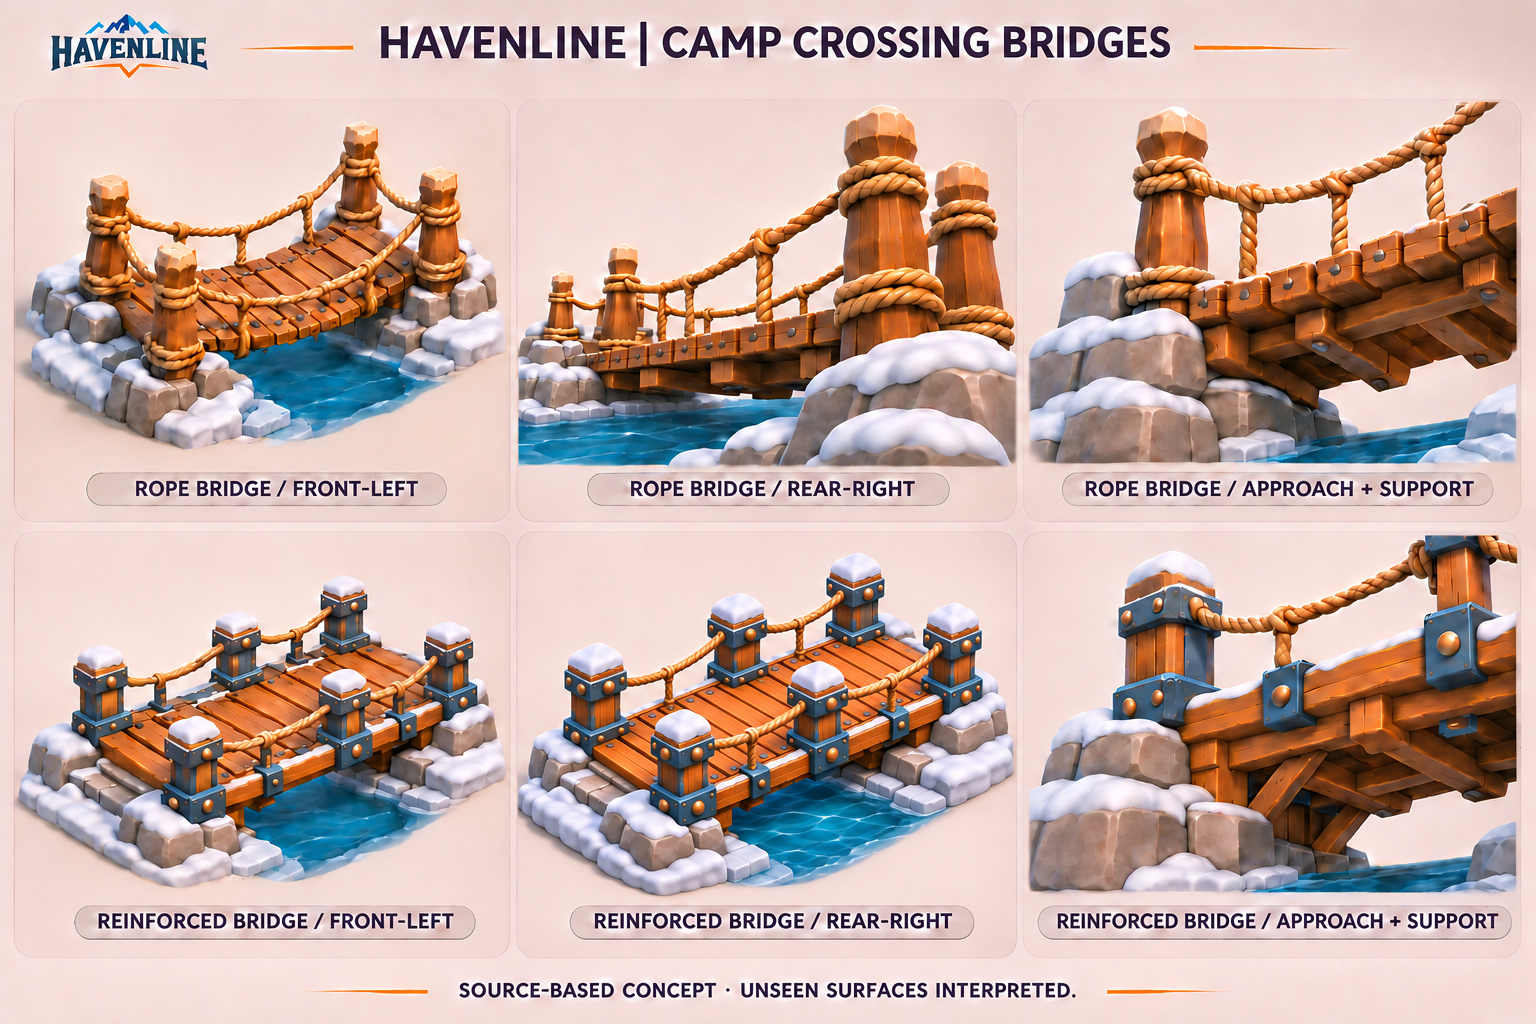 HAVENLINE
HAVENLINE | CAMP CROSSING BRIDGES
ROPE BRIDGE / FRONT-LEFT
ROPE BRIDGE / REAR-RIGHT
ROPE BRIDGE / APPROACH + SUPPORT
REINFORCED BRIDGE / FRONT-LEFT
REINFORCED BRIDGE / REAR-RIGHT
REINFORCED BRIDGE / APPROACH + SUPPORT
SOURCE-BASED CONCEPT · UNSEEN SURFACES INTERPRETED.